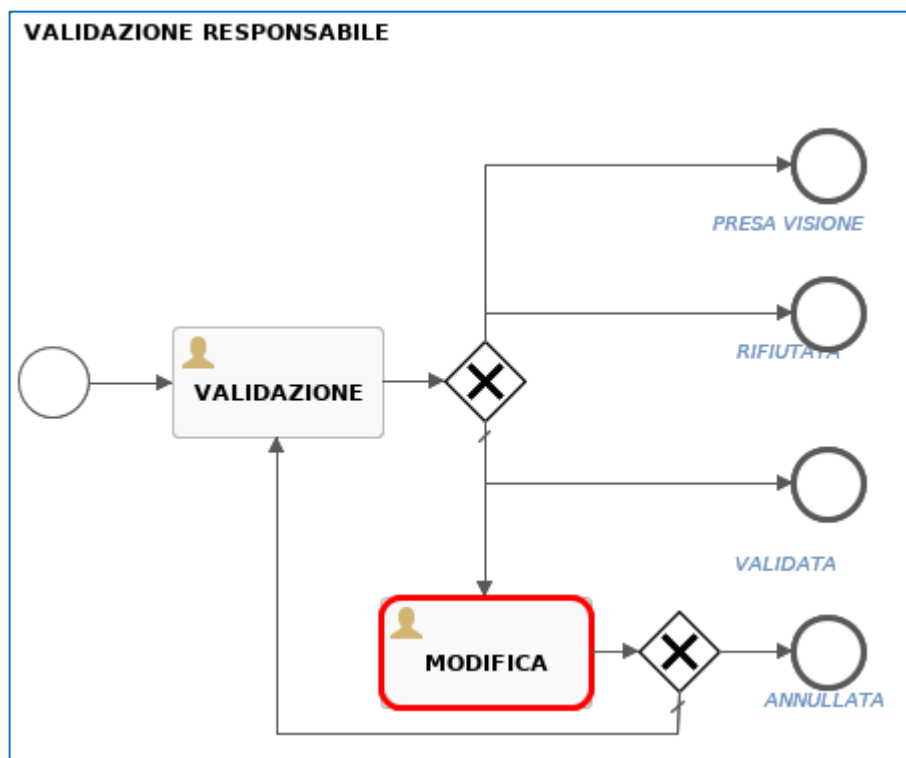 VALIDAZIONE RESPONSABILE
PRESA VISIONE
RIFIUTATA
VALIDAZIONE
VALIDATA
MODIFICA
ANNULLATA